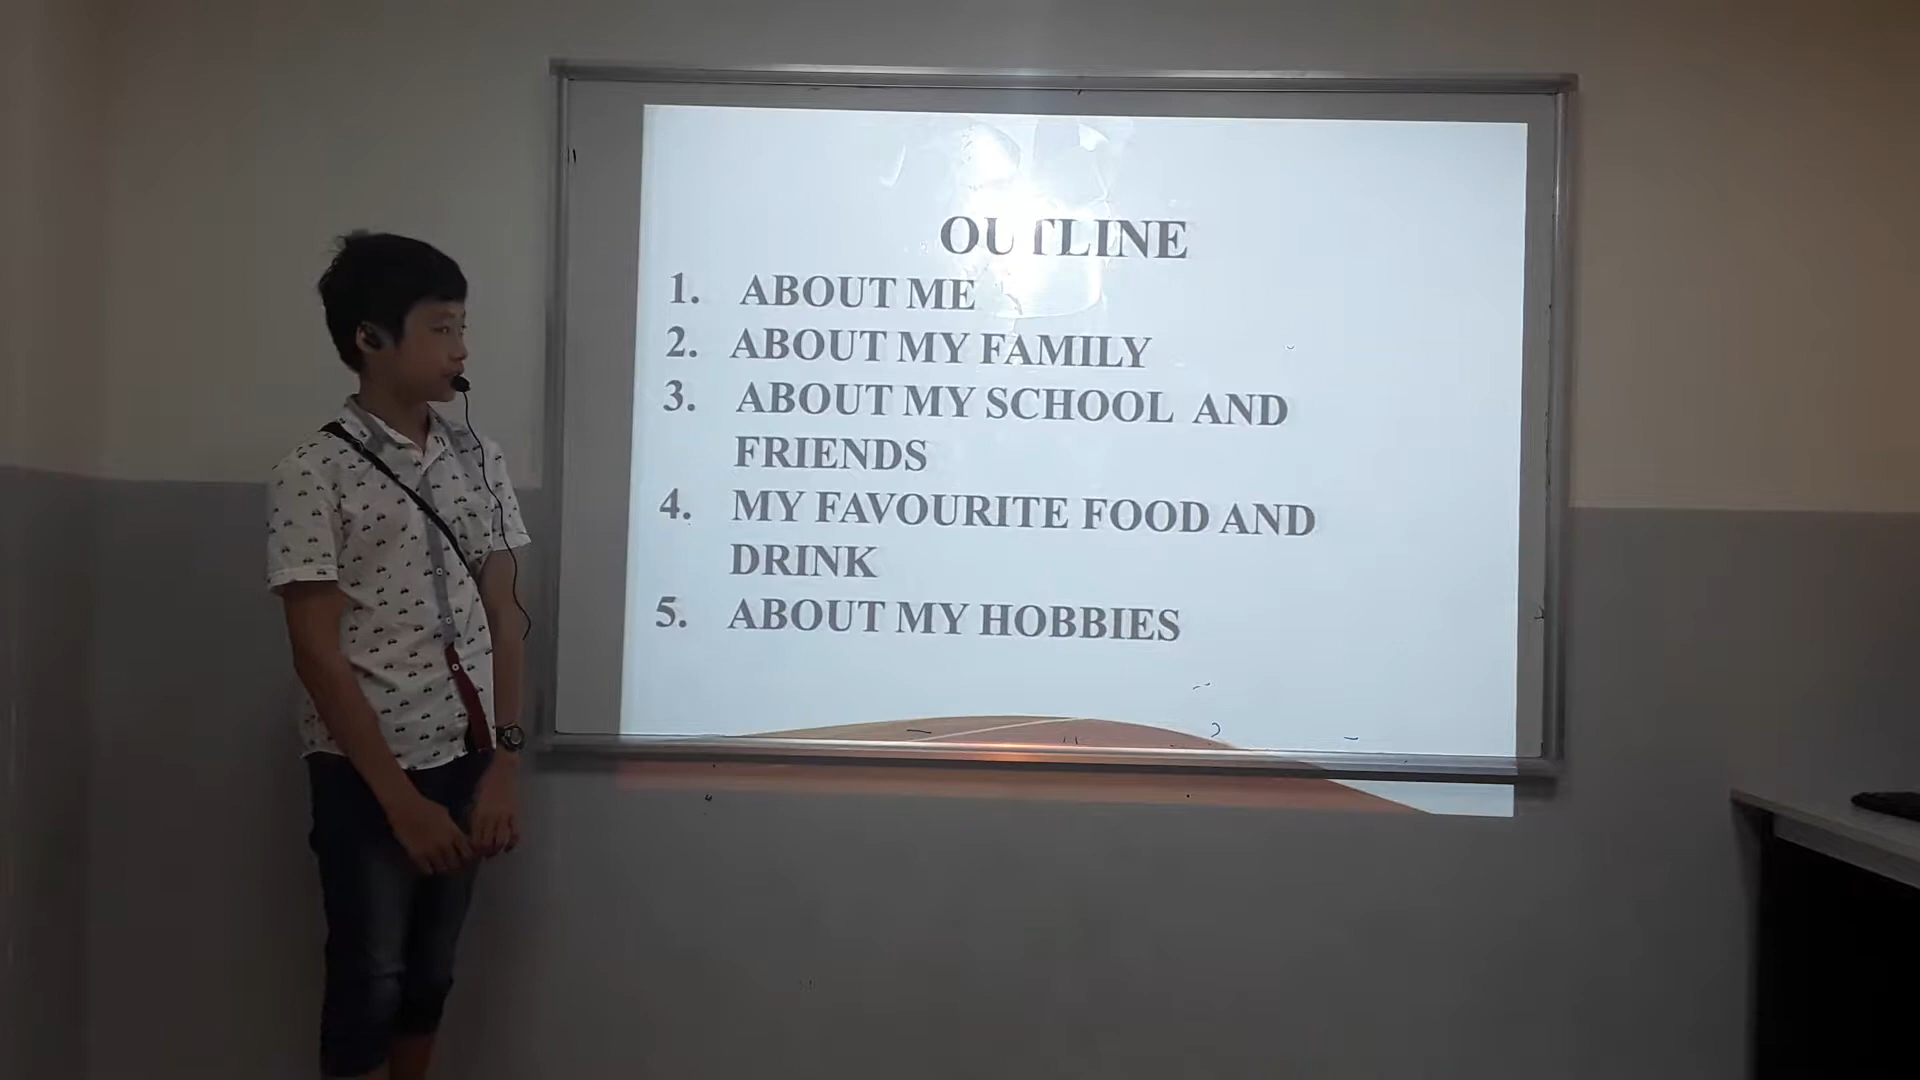 OUTLINE
1. ABOUT ME
2. ABOUT MY FAMILY
3. ABOUT MY SCHOOL AND
FRIENDS
4. MY FAVOURITE FOOD AND
DRINK
5. ABOUT MY HOBBIES